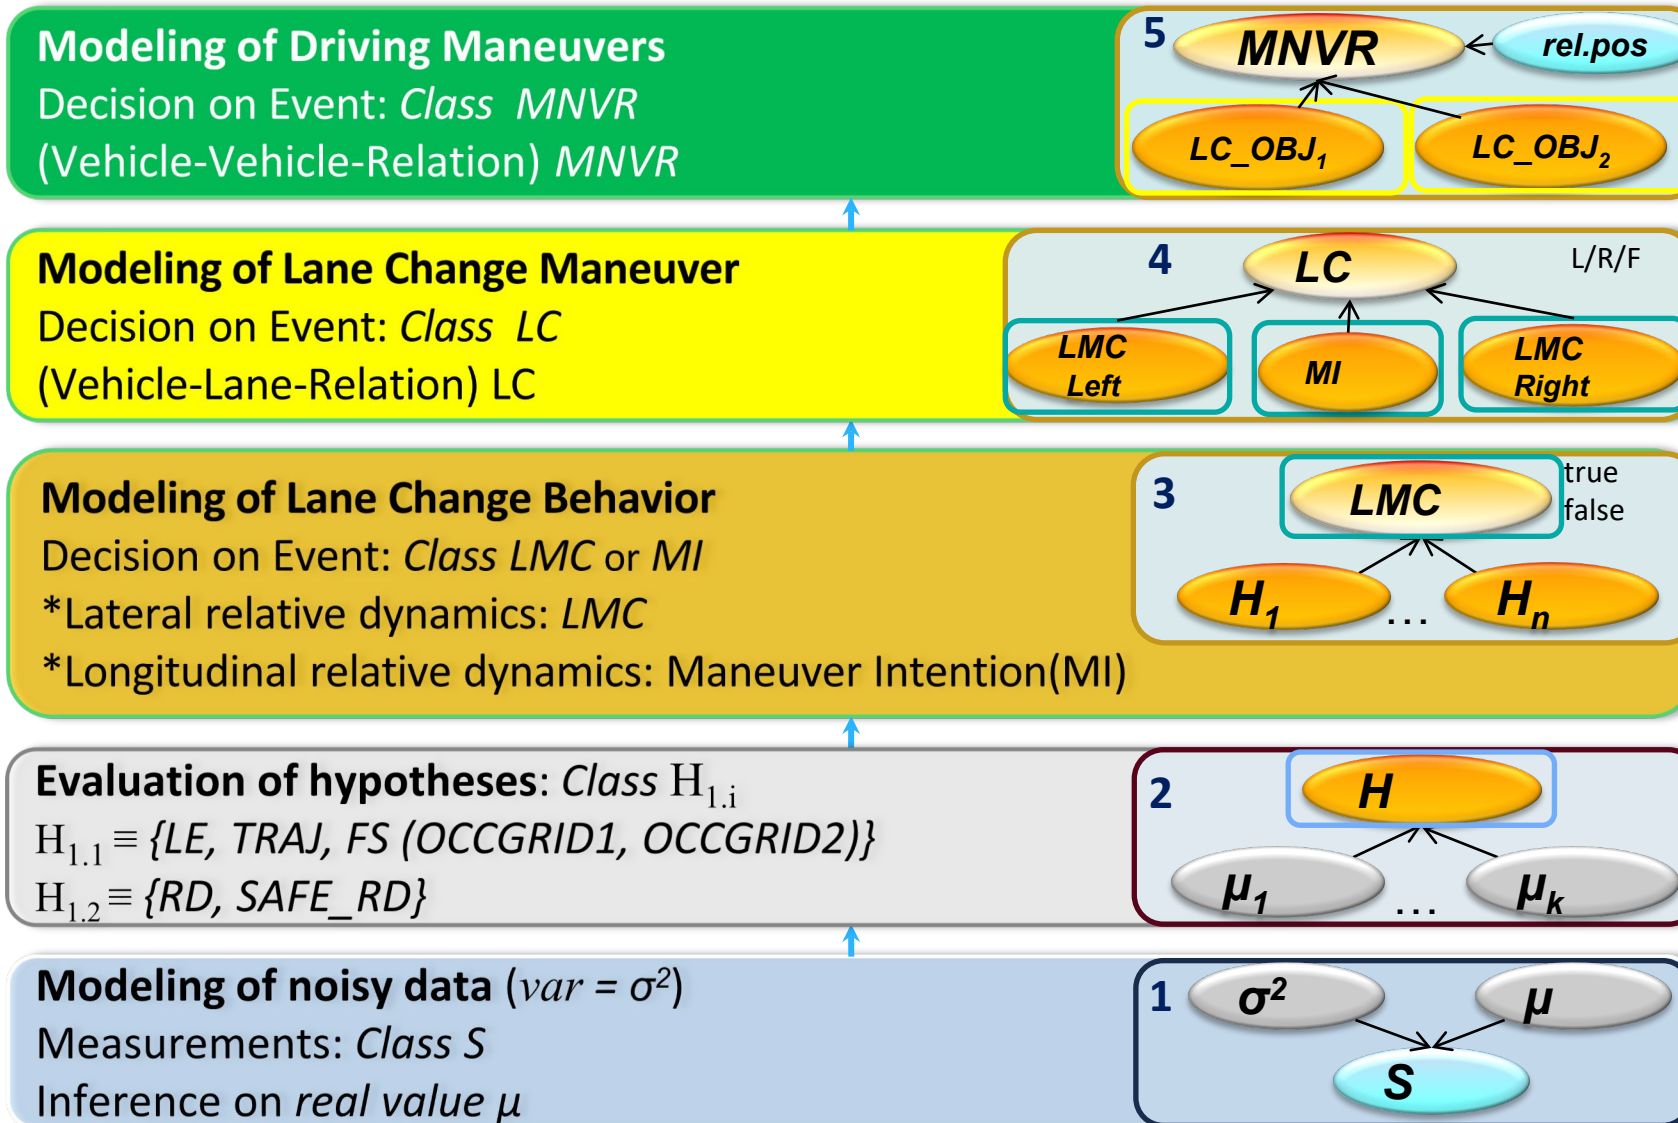 Modeling of Driving Maneuvers
Decision on Event: Class MNVR
(Vehicle-Vehicle-Relation) MNVR
5
MNVR
rel.pos
LC_OBJ1
LC_OBJ2
Modeling of Lane Change Maneuver
Decision on Event: Class LC
(Vehicle-Lane-Relation) LC
4
LC
L/R/F
LMC
Left
MI
LMC
Right
Modeling of Lane Change Behavior
Decision on Event: Class LMC or MI
*Lateral relative dynamics: LMC
*Longitudinal relative dynamics: Maneuver Intention(MI)
3
LMC
true
false
H1
...
Hn
Evaluation of hypotheses: Class H1.i
H1.1 ≡ {LE, TRAJ, FS (OCCGRID1, OCCGRID2)}
H1.2 ≡ {RD, SAFE_RD}
2
H
μ1
...
μk
Modeling of noisy data (var = σ²)
Measurements: Class S
Inference on real value μ
1
σ²
μ
S